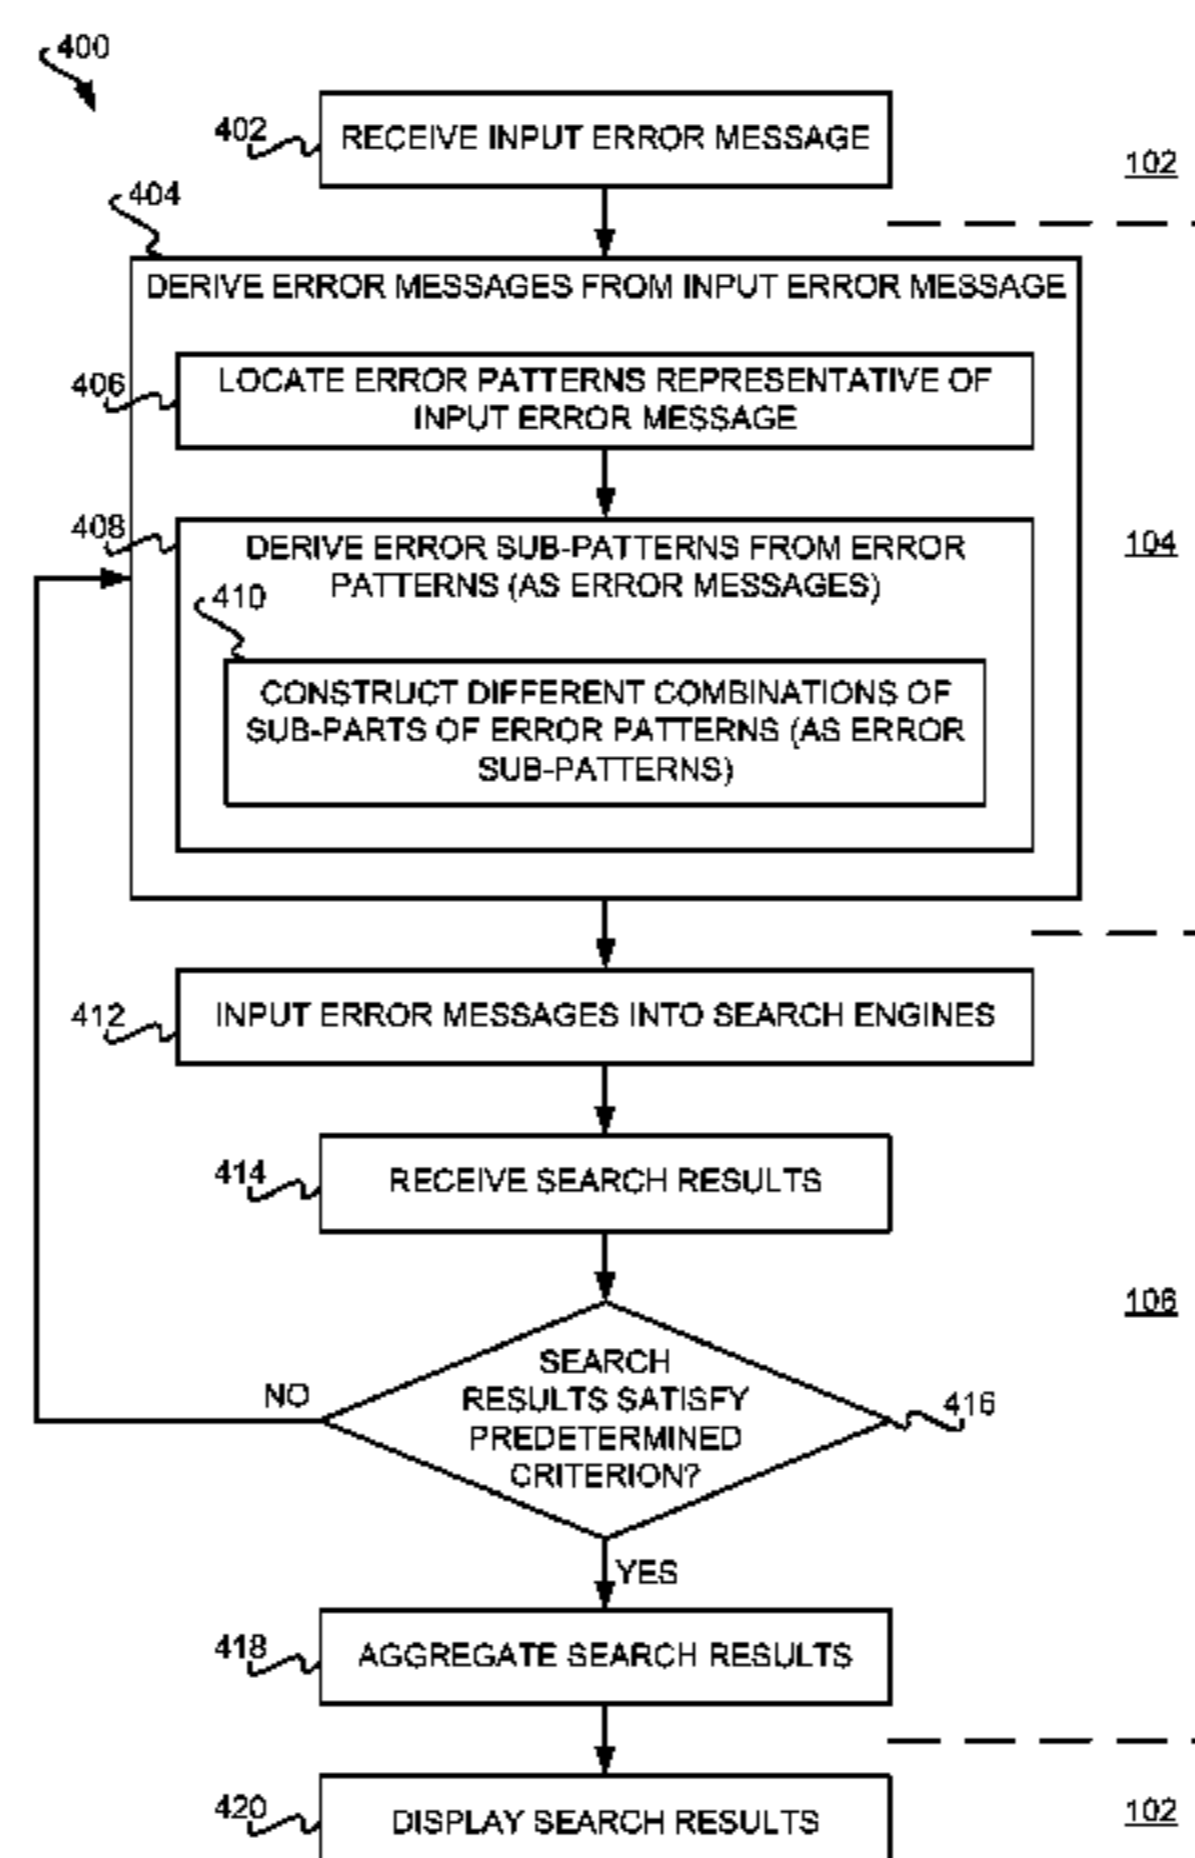 400
402
RECEIVE INPUT ERROR MESSAGE
102
404
DERIVE ERROR MESSAGES FROM INPUT ERROR MESSAGE
406
LOCATE ERROR PATTERNS REPRESENTATIVE OF
INPUT ERROR MESSAGE
408
DERIVE ERROR SUB-PATTERNS FROM ERROR
PATTERNS (AS ERROR MESSAGES)
104
410
CONSTRUCT DIFFERENT COMBINATIONS OF
SUB-PARTS OF ERROR PATTERNS (AS ERROR
SUB-PATTERNS)
412
INPUT ERROR MESSAGES INTO SEARCH ENGINES
414
RECEIVE SEARCH RESULTS
106
SEARCH
RESULTS SATISFY
PREDETERMINED
CRITERION?
NO
416
YES
418
AGGREGATE SEARCH RESULTS
420
DISPLAY SEARCH RESULTS
102